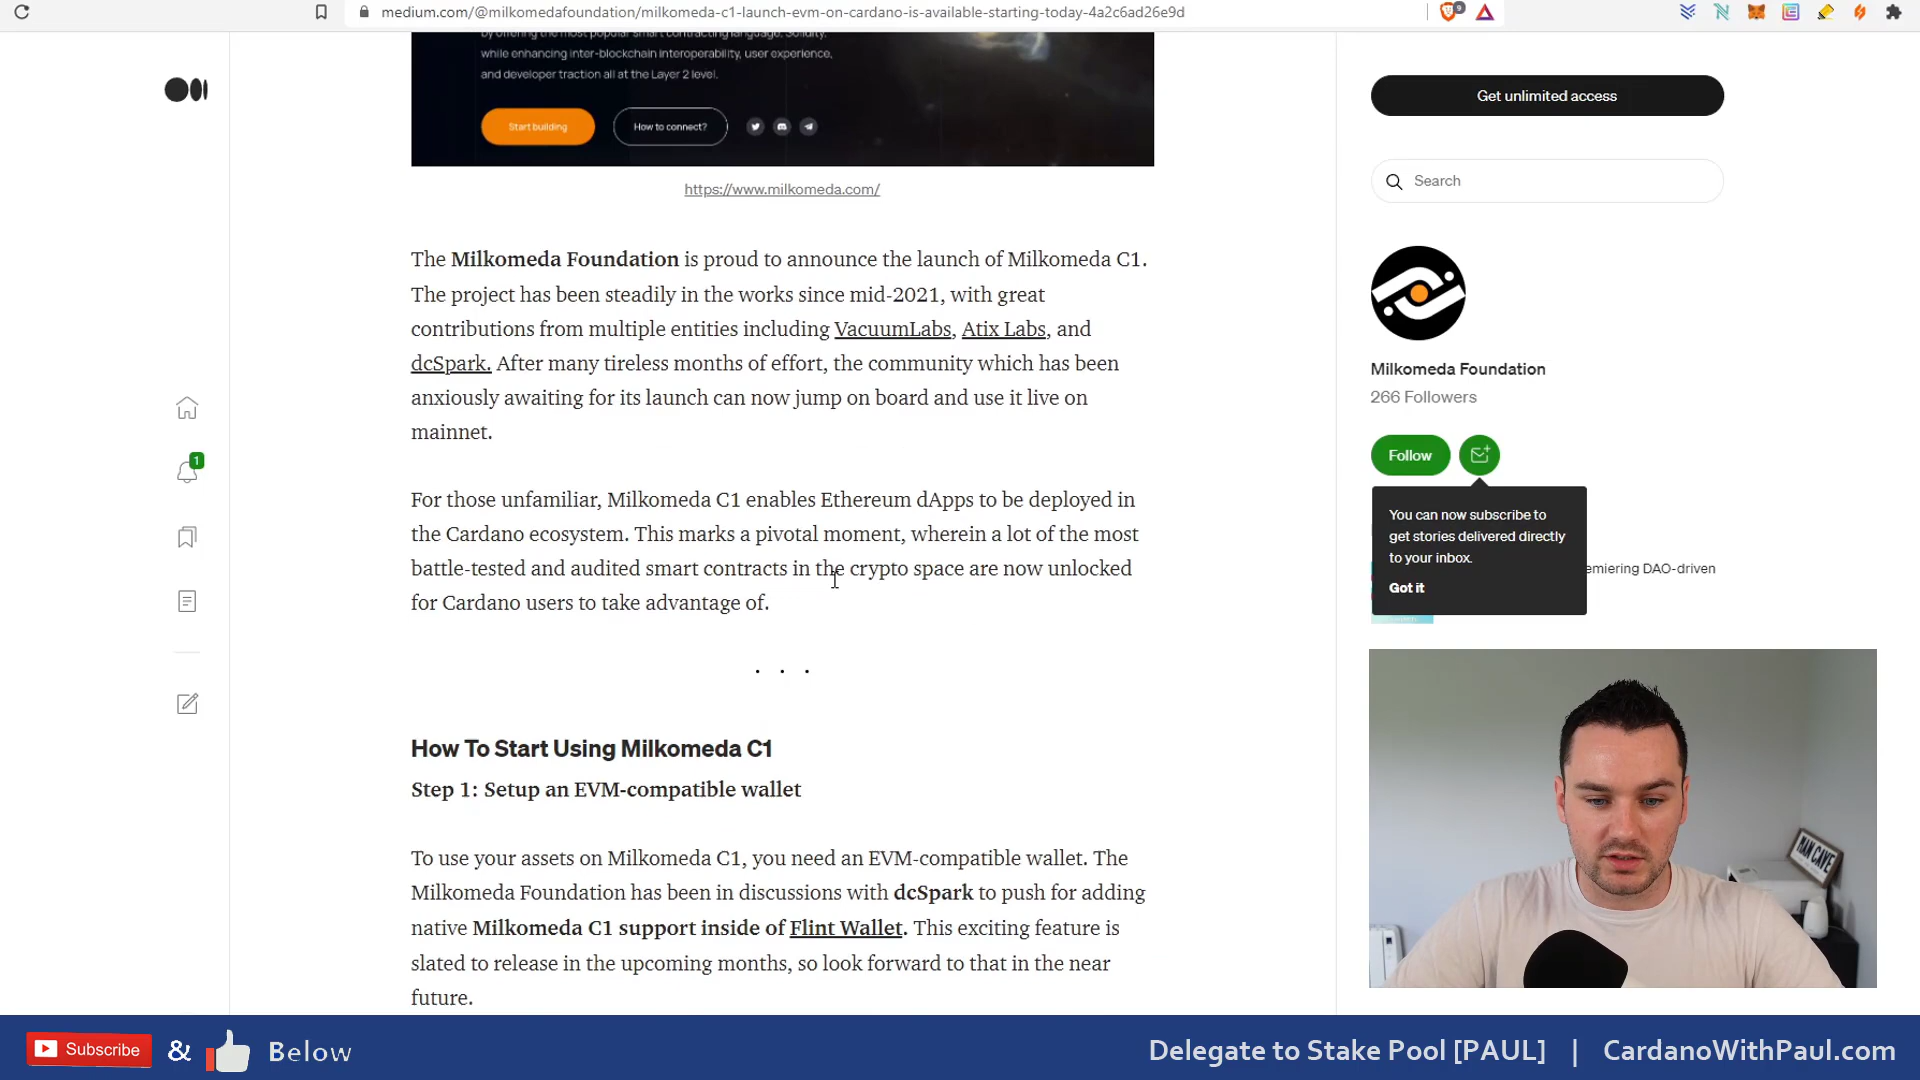 medium.com/@milkomedafoundation/milkomeda-c1-launch-evm-on-cardano-is-available-starting-today-4a2c6ad26e9d
9
by offering the most popular smart contracting language, Solidity,
while enhancing inter-blockchain interoperability, user experience,
and developer traction all at the Layer 2 level.
Start building
How to connect?
https://www.milkomeda.com/
The Milkomeda Foundation is proud to announce the launch of Milkomeda C1.
The project has been steadily in the works since mid-2021, with great
contributions from multiple entities including VacuumLabs, Atix Labs, and
dcSpark. After many tireless months of effort, the community which has been
anxiously awaiting for its launch can now jump on board and use it live on
mainnet.
For those unfamiliar, Milkomeda C1 enables Ethereum dApps to be deployed in
the Cardano ecosystem. This marks a pivotal moment, wherein a lot of the most
battle-tested and audited smart contracts in the crypto space are now unlocked
for Cardano users to take advantage of.
. . .
How To Start Using Milkomeda C1
Step 1: Setup an EVM-compatible wallet
To use your assets on Milkomeda C1, you need an EVM-compatible wallet. The
Milkomeda Foundation has been in discussions with dcSpark to push for adding
native Milkomeda C1 support inside of Flint Wallet. This exciting feature is
slated to release in the upcoming months, so look forward to that in the near
future.
1
Get unlimited access
Search
Milkomeda Foundation
266 Followers
Follow
You can now subscribe to
get stories delivered directly
to your inbox.
Got it
emiering DAO-driven
MAN CAVE
Subscribe & Below
Delegate to Stake Pool [PAUL] | CardanoWithPaul.com